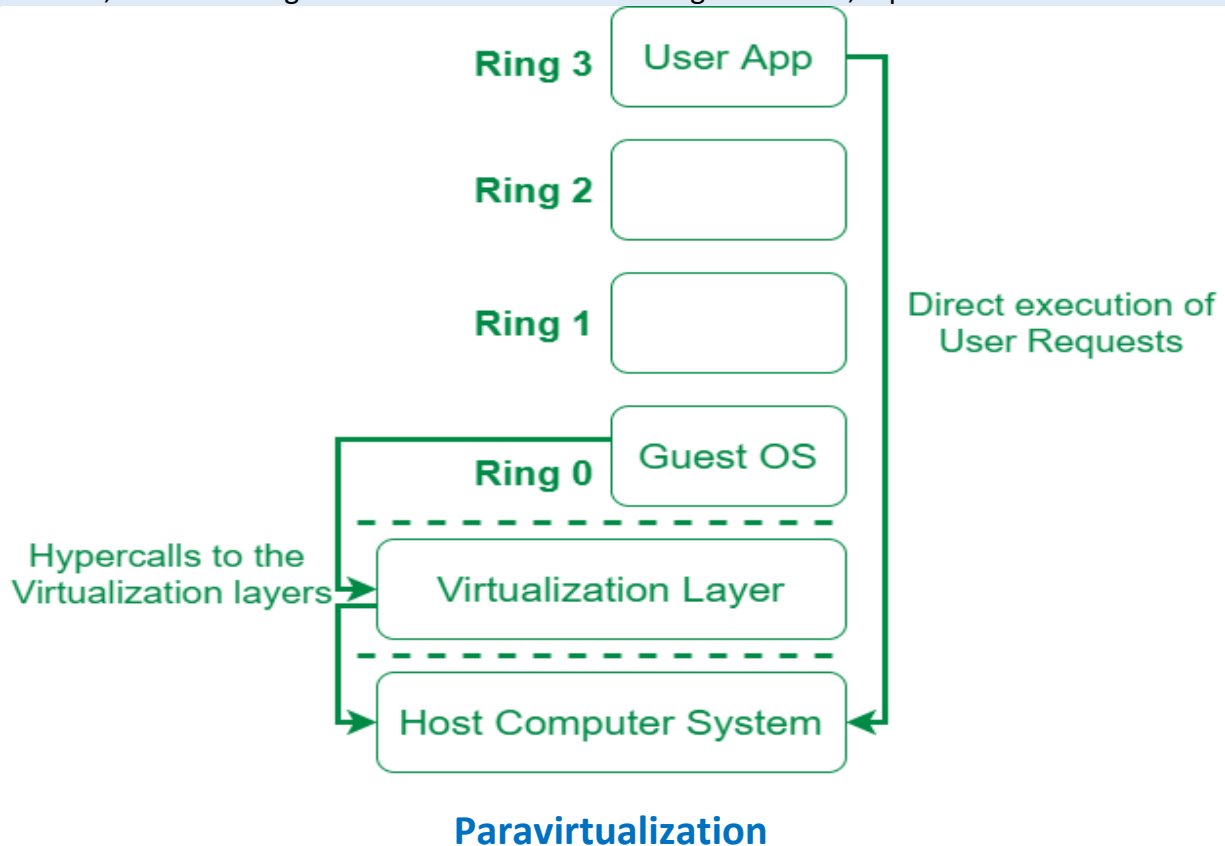 Ring 3
User App
Ring 2
Ring 1
Direct execution of
User Requests
Guest OS
Ring 0
Hypercalls to the
Virtualization layers
Virtualization Layer
Host Computer System
Paravirtualization